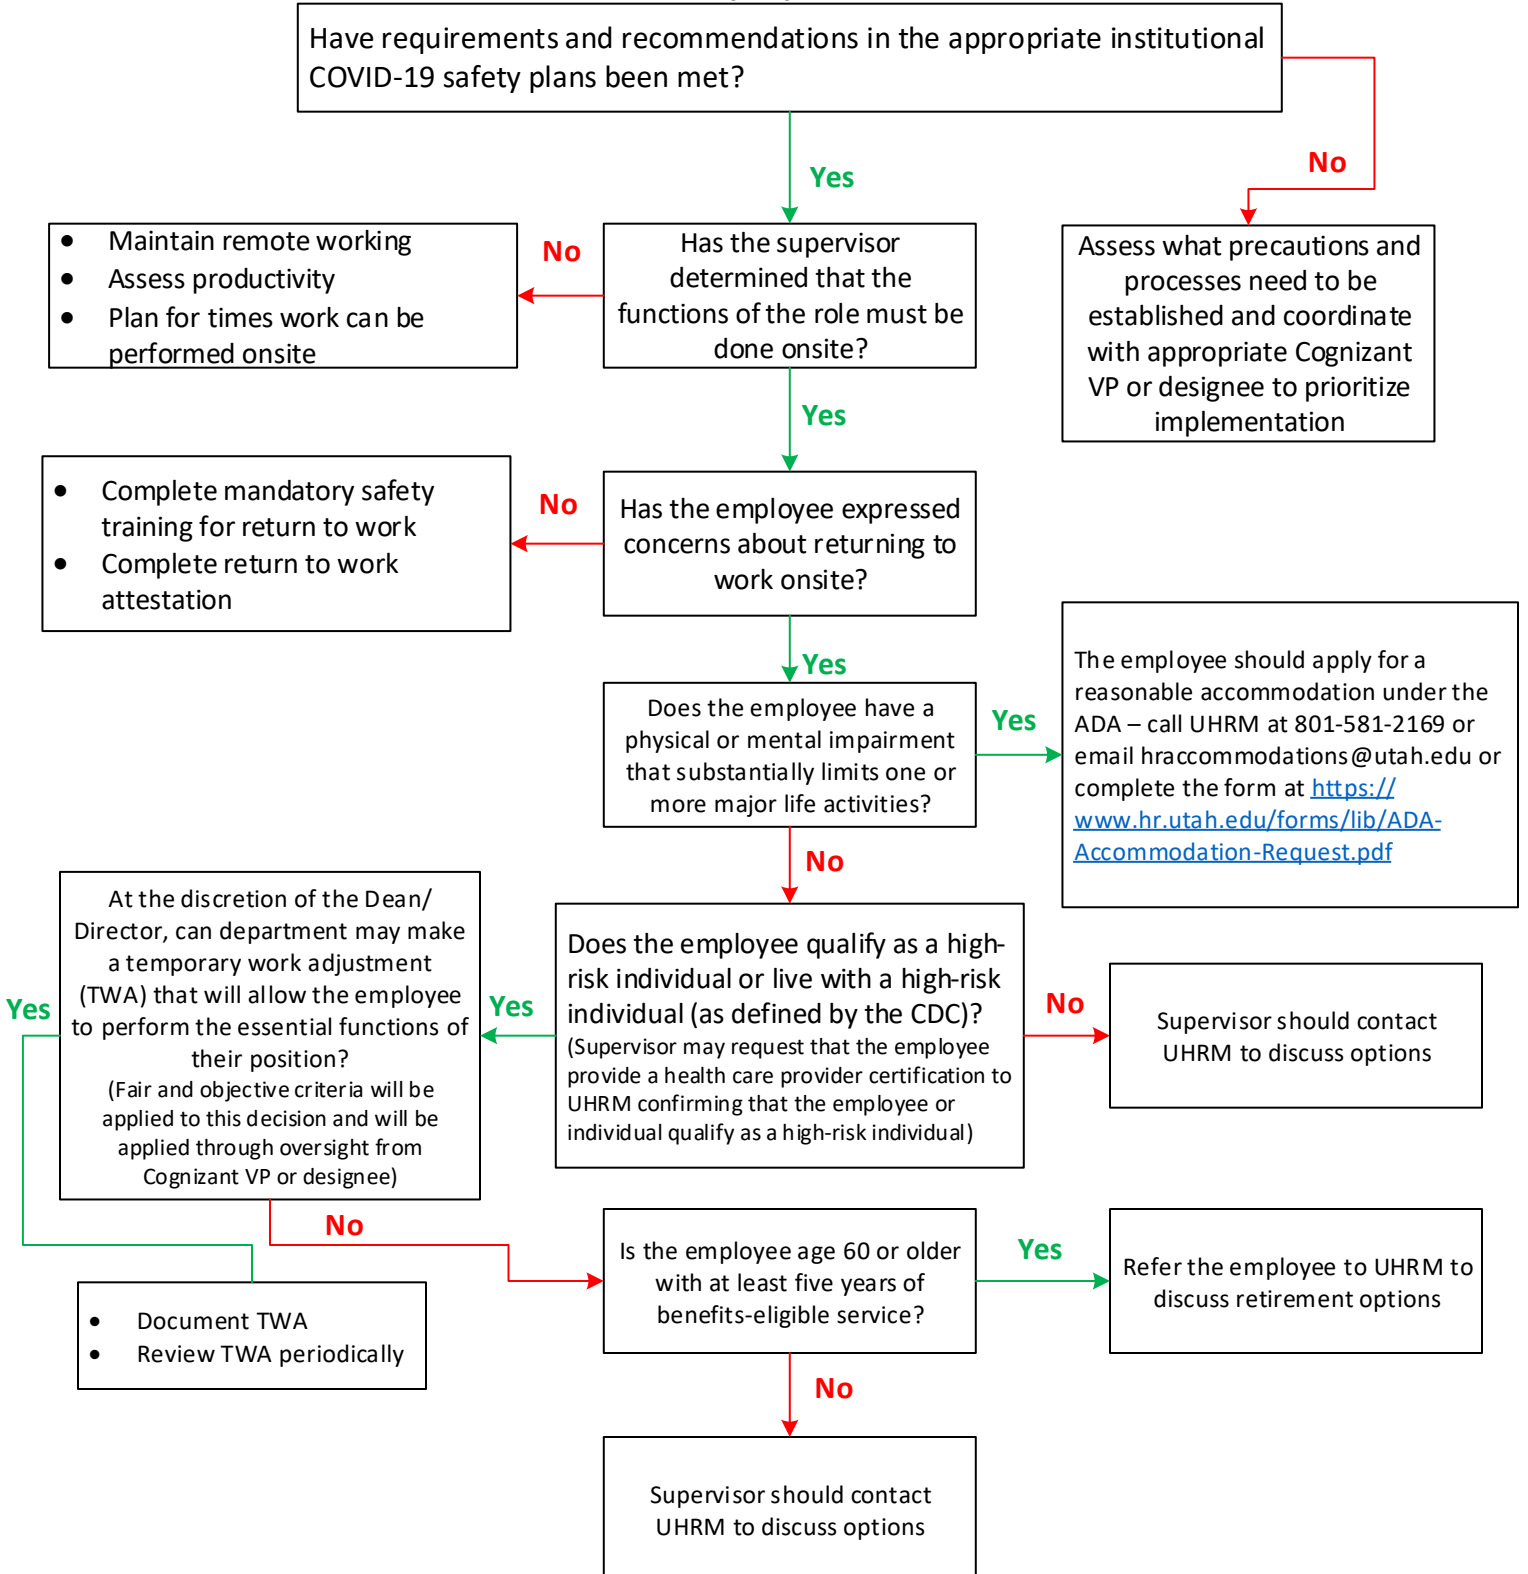 Have requirements and recommendations in the appropriate institutional
COVID-19 safety plans been met?
Yes
No
• Maintain remote working
• Assess productivity
• Plan for times work can be
performed onsite
No
Has the supervisor
determined that the
functions of the role must be
done onsite?
Assess what precautions and
processes need to be
established and coordinate
with appropriate Cognizant
VP or designee to prioritize
implementation
Yes
• Complete mandatory safety
training for return to work
• Complete return to work
attestation
No
Has the employee expressed
concerns about returning to
work onsite?
Yes
Does the employee have a
physical or mental impairment
that substantially limits one or
more major life activities?
Yes
The employee should apply for a
reasonable accommodation under the
ADA – call UHRM at 801-581-2169 or
email hraccommodations@utah.edu or
complete the form at https://
www.hr.utah.edu/forms/lib/ADA-
Accommodation-Request.pdf
No
At the discretion of the Dean/
Director, can department may make
a temporary work adjustment
(TWA) that will allow the employee
to perform the essential functions of
their position?
(Fair and objective criteria will be
applied to this decision and will be
applied through oversight from
Cognizant VP or designee)
Yes
Yes
Does the employee qualify as a high-
risk individual or live with a high-risk
individual (as defined by the CDC)?
(Supervisor may request that the employee
provide a health care provider certification to
UHRM confirming that the employee or
individual qualify as a high-risk individual)
No
Supervisor should contact
UHRM to discuss options
No
• Document TWA
• Review TWA periodically
Is the employee age 60 or older
with at least five years of
benefits-eligible service?
Yes
Refer the employee to UHRM to
discuss retirement options
No
Supervisor should contact
UHRM to discuss options